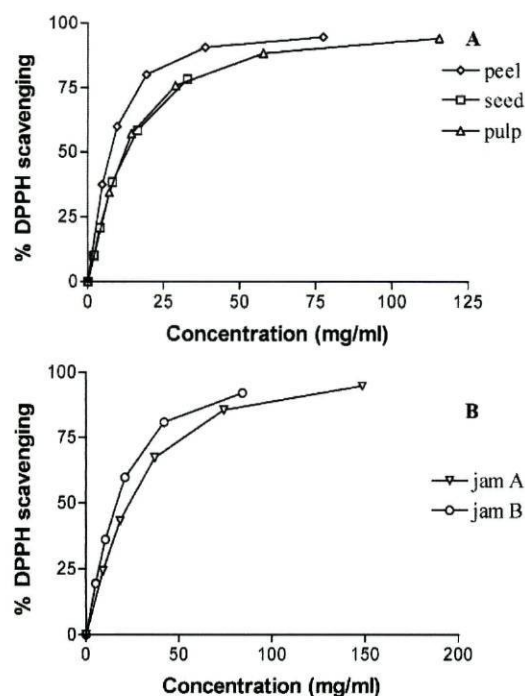 A
100
75
50
25
0
% DPPH scavenging
peel
seed
pulp
0 25 50 75 100 125
Concentration (mg/ml)
B
100
75
50
25
0
% DPPH scavenging
jam A
jam B
0 50 100 150 200
Concentration (mg/ml)